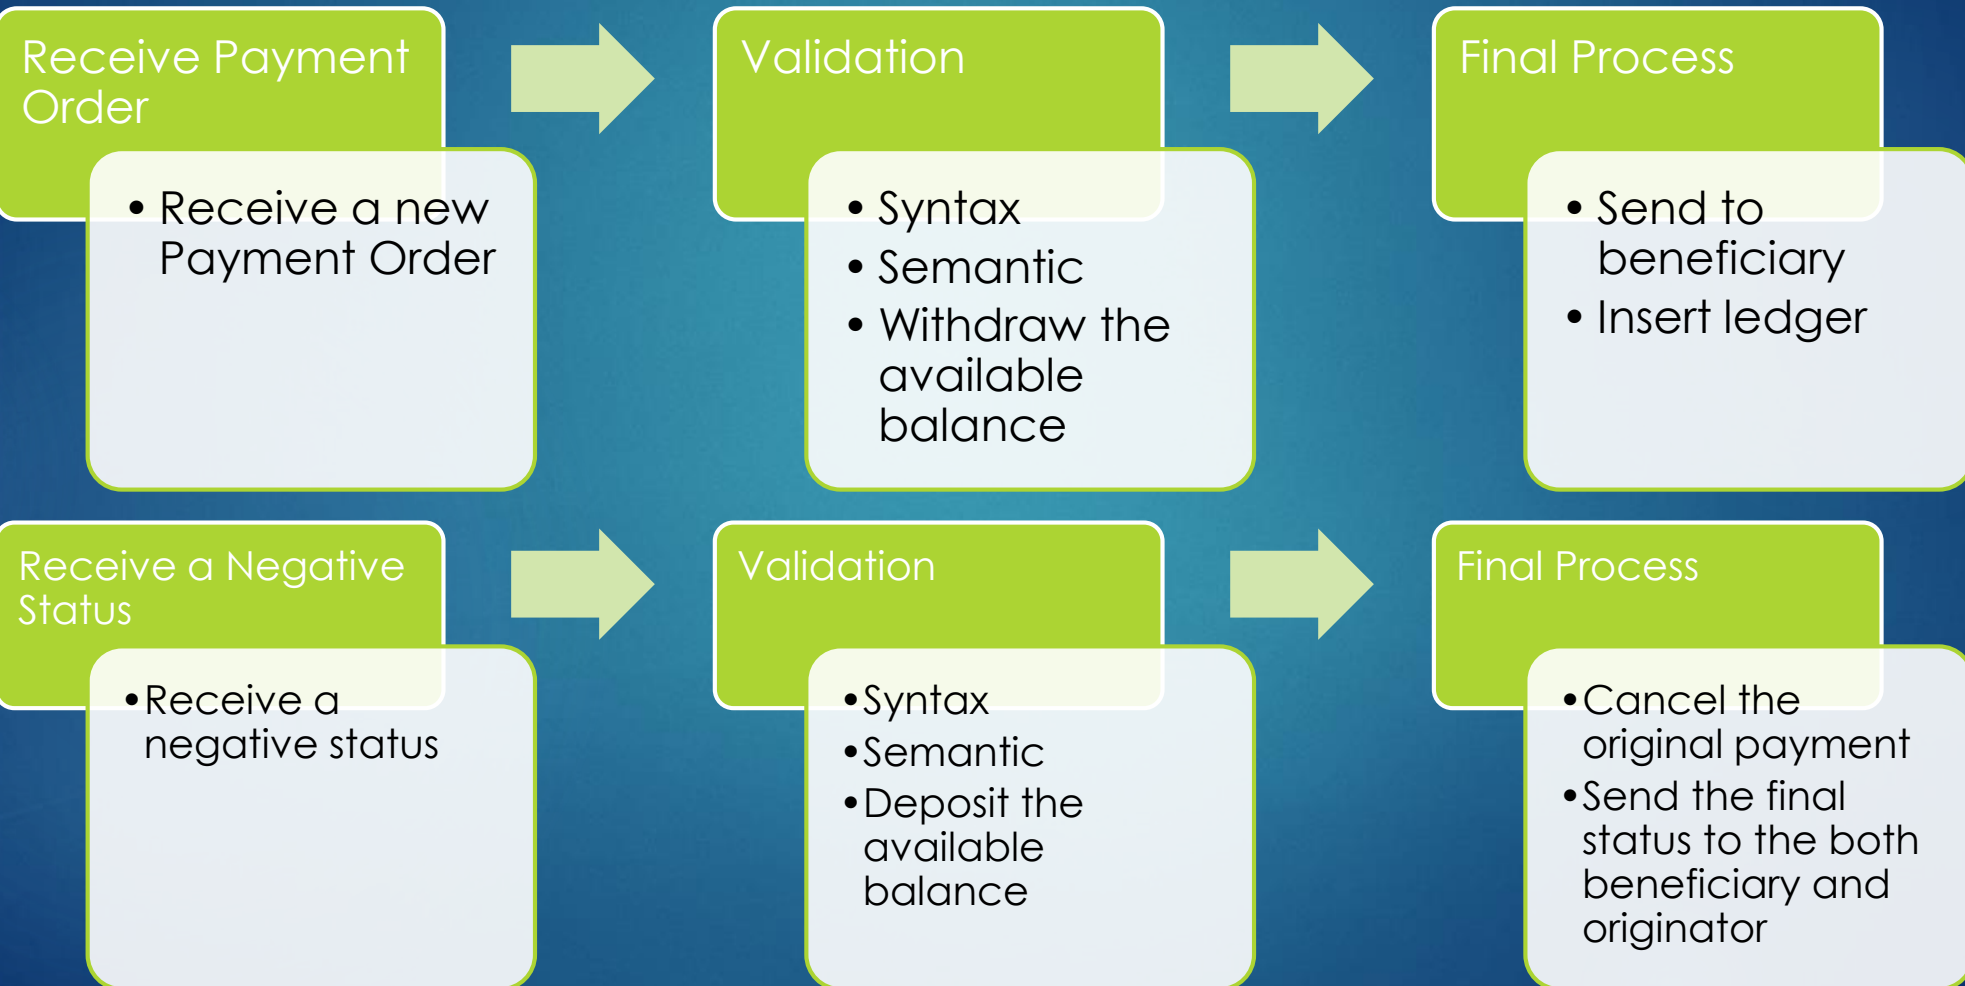 Receive Payment
Order
• Receive a new
Payment Order
Validation
• Syntax
• Semantic
• Withdraw the
available
balance
Final Process
• Send to
beneficiary
• Insert ledger
Receive a Negative
Status
•Receive a
negative status
Validation
•Syntax
•Semantic
•Deposit the
available
balance
Final Process
•Cancel the
original payment
•Send the final
status to the both
beneficiary and
originator